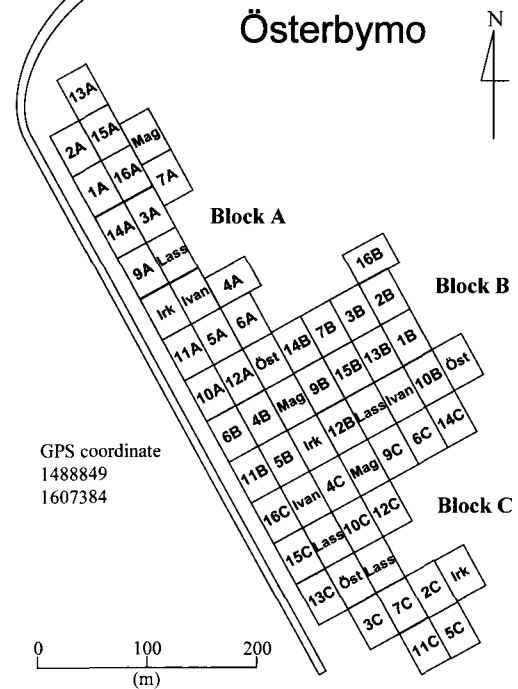 Österbymo
N
13A
2A 15A Mag
1A 16A 7A
14A 3A
Block A
9A Lass
Irk Ivan 4A
11A 5A 6A
10A 12A Öst 14B 7B 3B 2B
16B
Block B
6B 4B Mag 9B 15B 13B 1B
11B 5B Irk 12B Lass Ivan 10B Öst
16C Ivan 4C Mag 9C 6C 14C
15C Lass 10C 12C
Block C
13C Öst Lass
3C 7C 2C Irk
11C 5C
GPS coordinate
1488849
1607384
0 100 200
(m)